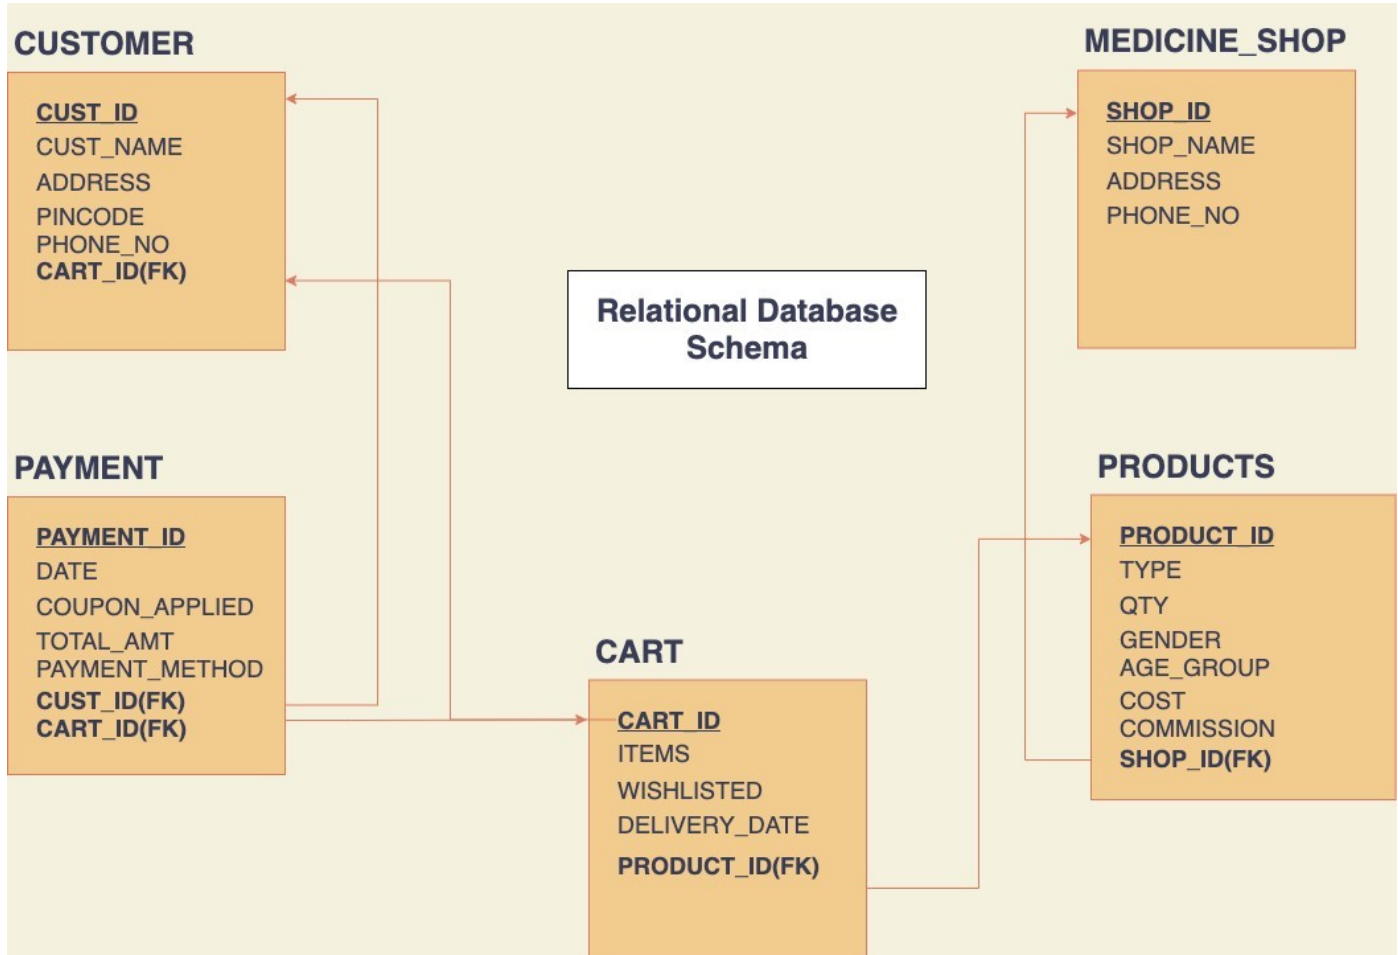 CUSTOMER
CUST_ID
CUST_NAME
ADDRESS
PINCODE
PHONE_NO
CART_ID(FK)
MEDICINE_SHOP
SHOP_ID
SHOP_NAME
ADDRESS
PHONE_NO
Relational Database
Schema
PAYMENT
PAYMENT_ID
DATE
COUPON_APPLIED
TOTAL_AMT
PAYMENT_METHOD
CUST_ID(FK)
CART_ID(FK)
CART
CART_ID
ITEMS
WISHLISTED
DELIVERY_DATE
PRODUCT_ID(FK)
PRODUCTS
PRODUCT_ID
TYPE
QTY
GENDER
AGE_GROUP
COST
COMMISSION
SHOP_ID(FK)